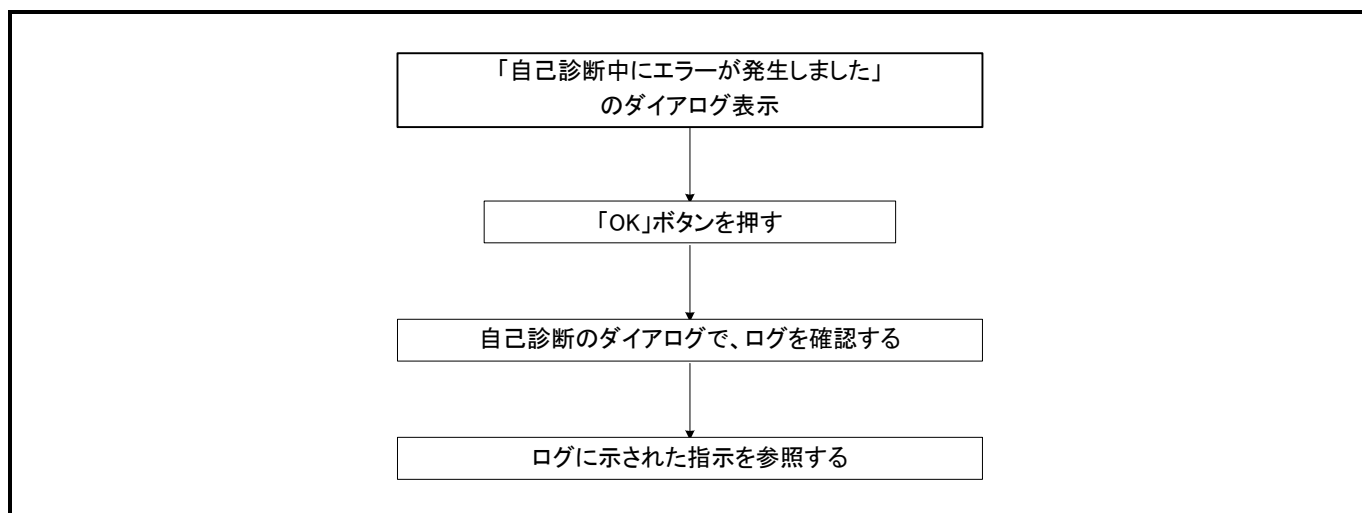 「自己診断中にエラーが発生しました」
のダイアログ表示
「OK」ボタンを押す
自己診断のダイアログで、ログを確認する
ログに示された指示を参照する